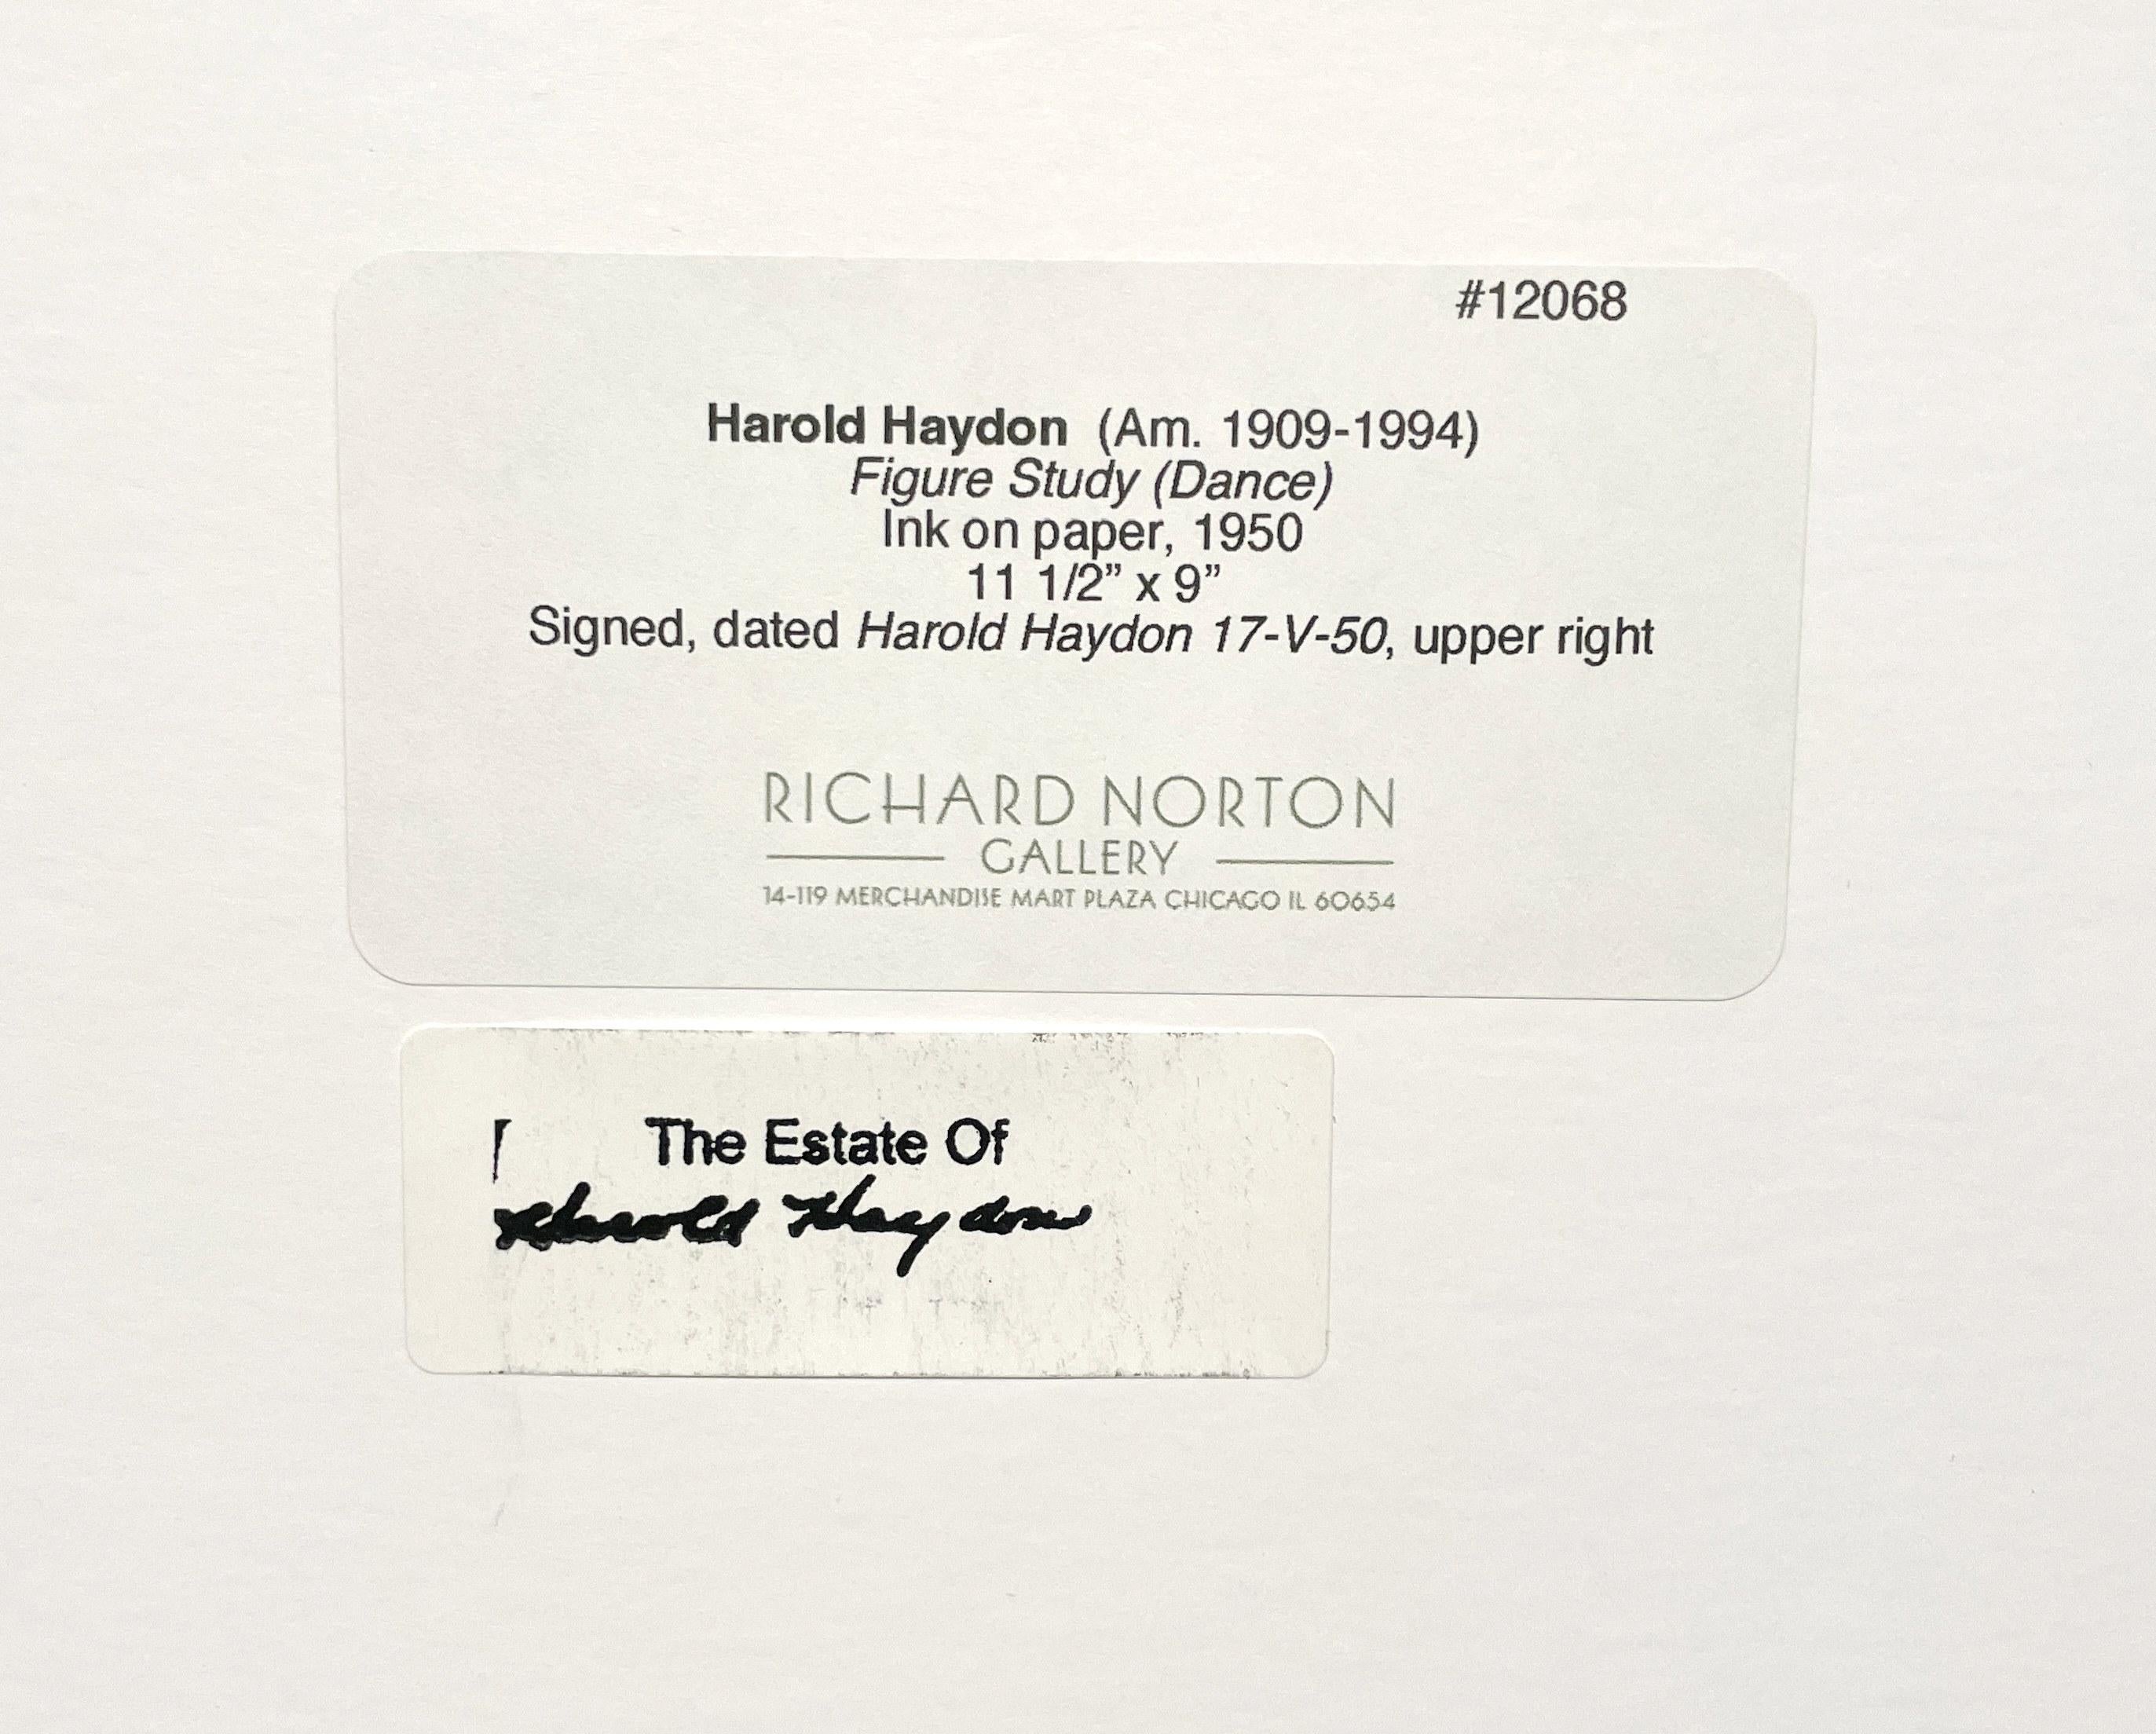 #12068
Harold Haydon (Am. 1909-1994)
Figure Study (Dance)
Ink on paper, 1950
11 1/2” x 9”
Signed, dated Harold Haydon 17-V-50, upper right
RICHARD NORTON
GALLERY
14-119 MERCHANDISE MART PLAZA CHICAGO IL 60654
The Estate Of
Harold Haydon